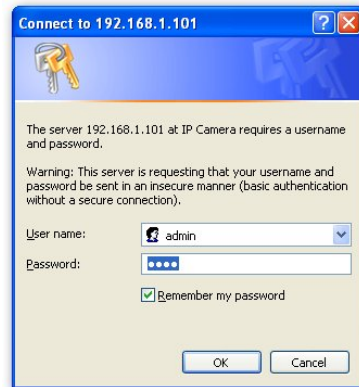 Connect to 192.168.1.101
The server 192.168.1.101 at IP Camera requires a username
and password.
Warning: This server is requesting that your username and
password be sent in an insecure manner (basic authentication
without a secure connection).
User name: admin
Password: ●●●●
Remember my password
OK Cancel